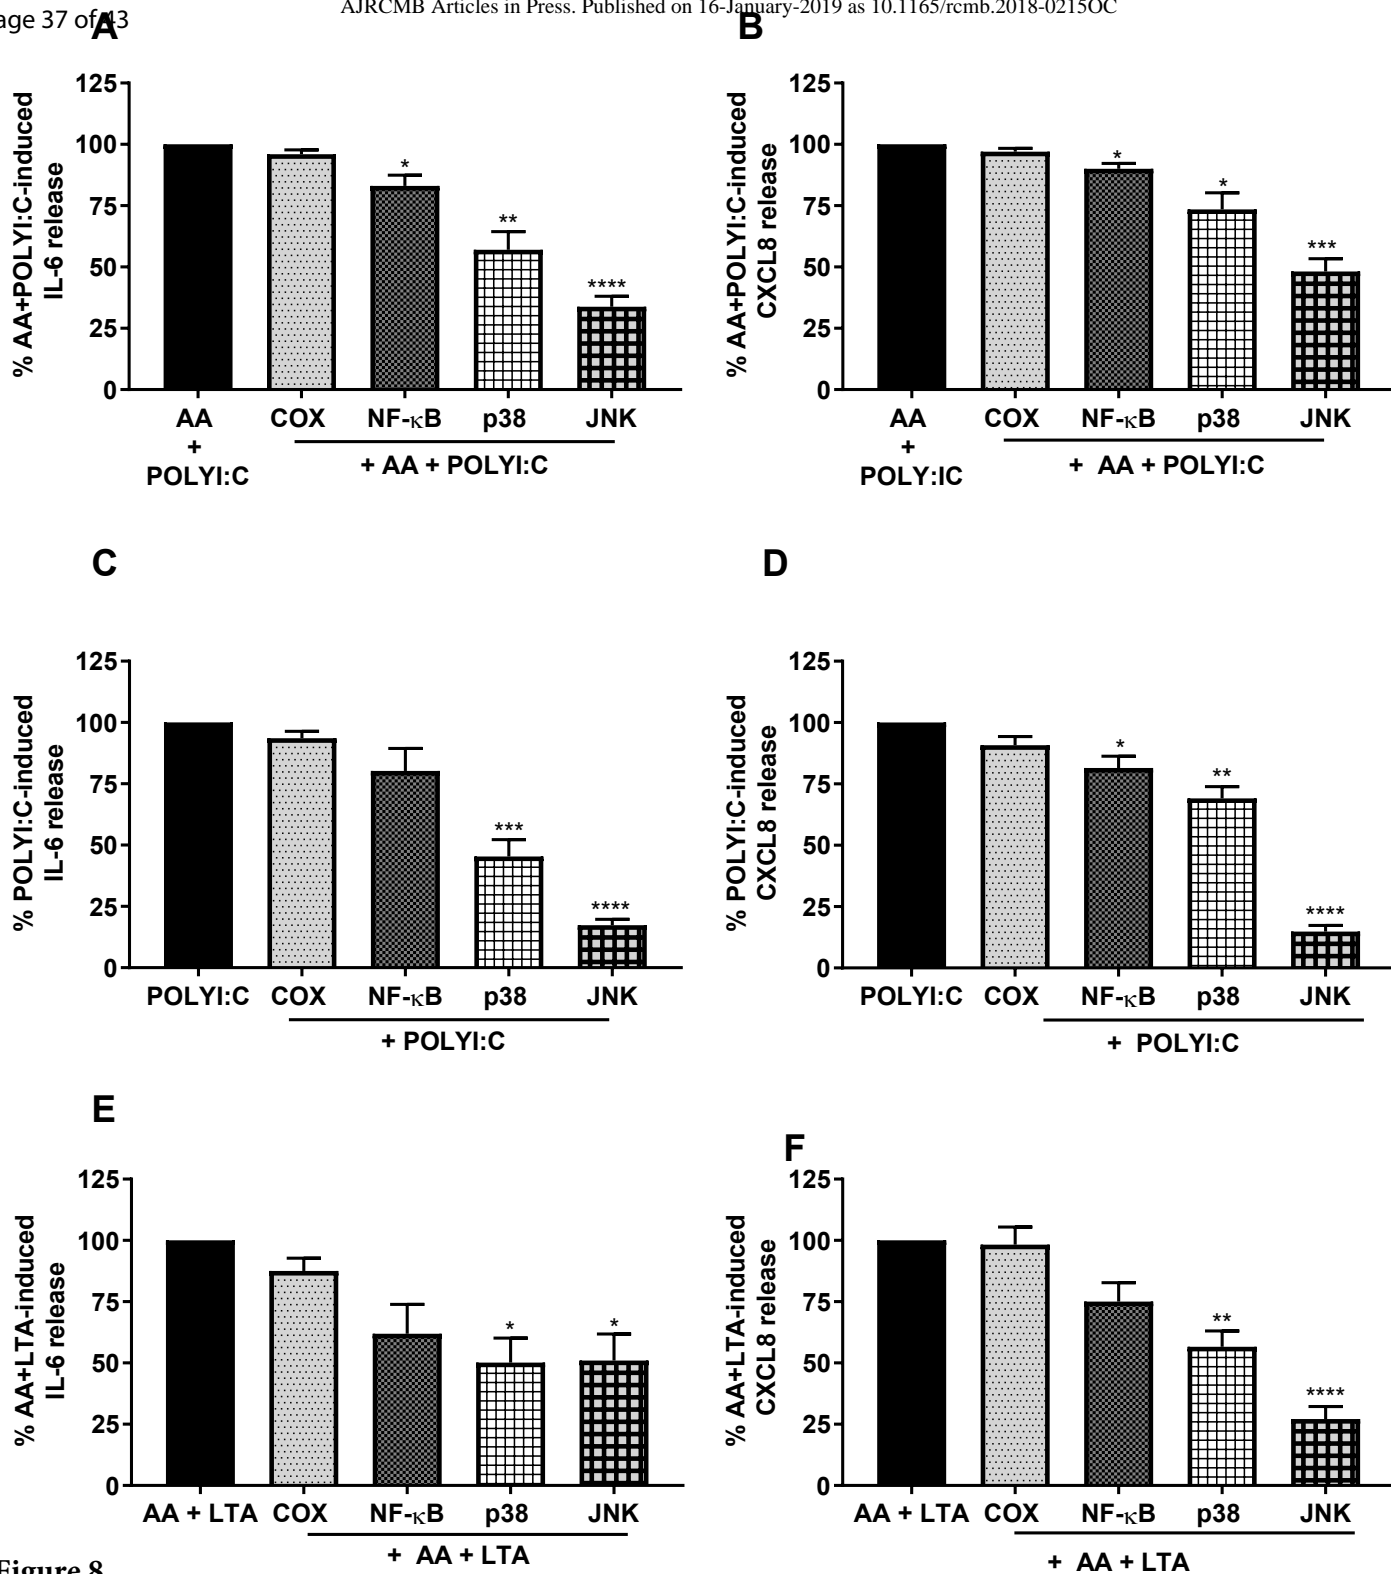 age 37 of 43
AJRCMB Articles in Press. Published on 16-January-2019 as 10.1165/rcmb.2018-0215OC
A
% AA+POLYI:C-induced
IL-6 release
125
100
75
50
25
0
*
**
****
AA
+
POLYI:C
COX NF-κB p38 JNK
+ AA + POLYI:C
B
% AA+POLYI:C-induced
CXCL8 release
125
100
75
50
25
0
*
*
***
AA
+
POLY:IC
COX NF-κB p38 JNK
+ AA + POLYI:C
C
% POLYI:C-induced
IL-6 release
125
100
75
50
25
0
***
****
POLYI:C COX NF-κB p38 JNK
+ POLYI:C
D
% POLYI:C-induced
CXCL8 release
125
100
75
50
25
0
*
**
****
POLYI:C COX NF-κB p38 JNK
+ POLYI:C
E
% AA+LTA-induced
IL-6 release
125
100
75
50
25
0
*
*
AA + LTA COX NF-κB p38 JNK
+ AA + LTA
F
% AA+LTA-induced
CXCL8 release
125
100
75
50
25
0
**
****
AA + LTA COX NF-κB p38 JNK
+ AA + LTA
Figure 8